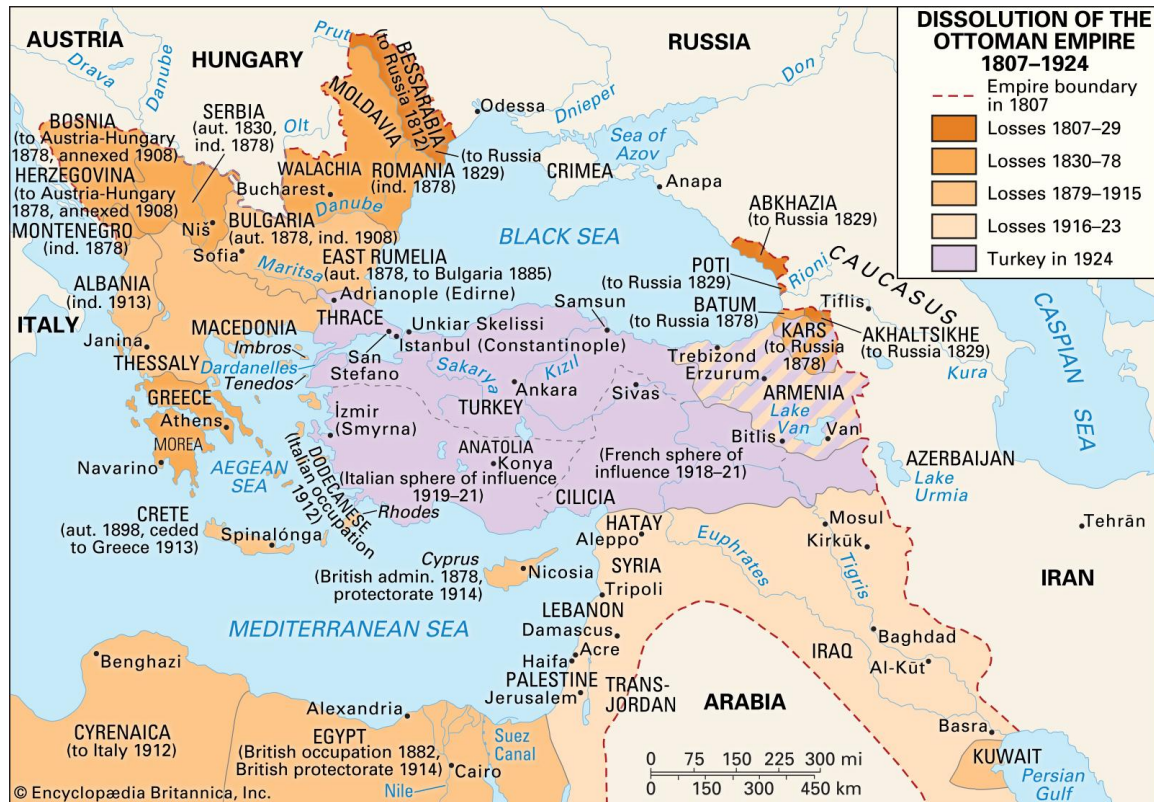 DISSOLUTION OF THE
OTTOMAN EMPIRE
1807–1924
Empire boundary
in 1807
Losses 1807–29
Losses 1830–78
Losses 1879–1915
Losses 1916–23
Turkey in 1924
AUSTRIA
Drava
Danube
HUNGARY
Prut
BESSARABIA
(to Russia 1812)
MOLDAVIA
RUSSIA
Don
Dnieper
Odessa
Sea of
Azov
CRIMEA
Anapa
(to Russia
1829)
BOSNIA
(to Austria-Hungary
1878, annexed 1908)
HERZEGOVINA
(to Austria-Hungary
1878, annexed 1908)
MONTENEGRO
(ind. 1878)
SERBIA
(aut. 1830,
ind. 1878)
Olt
WALACHIA
Bucharest
ROMANIA
(ind. 1878)
Danube
Niš
Sofia
BULGARIA
(aut. 1878, ind. 1908)
EAST RUMELIA
(aut. 1878, to Bulgaria 1885)
Maritsa
Adrianople (Edirne)
BLACK SEA
ABKHAZIA
(to Russia 1829)
POTI
(to Russia 1829)
Rioni
CAUCASUS
BATUM
(to Russia 1878)
Tiflis
KARS
(to Russia
1878)
AKHALTSIKHE
(to Russia 1829)
Kura
CASPIAN
SEA
ALBANIA
(ind. 1913)
ITALY
Janina
THESSALY
MACEDONIA
Imbros
Dardanelles
Tenedos
THRACE
Unkiar Skelissi
Istanbul (Constantinople)
San
Stefano
Samsun
Trebizond
Erzurum
ARMENIA
Lake
Van
Van
Bitlis
Sakarya
Kızıl
Ankara
Sivas
TURKEY
GREECE
Athens
MOREA
Navarino
AEGEAN
SEA
İzmir
(Smyrna)
ANATOLIA
Konya
(Italian sphere of influence
1919–21)
(French sphere of
influence 1918–21)
CILICIA
DODECANESE
(Italian occupation
1912)
Rhodes
AZERBAIJAN
Lake
Urmia
Tehrān
IRAN
CRETE
(aut. 1898, ceded
to Greece 1913)
Spinalónga
Cyprus
(British admin. 1878,
protectorate 1914)
Nicosia
HATAY
Aleppo
SYRIA
Tripoli
LEBANON
Damascus
Acre
Haifa
PALESTINE
Jerusalem
TRANS-
JORDAN
Euphrates
Tigris
Mosul
Kirkūk
Baghdad
IRAQ
Al-Kūt
Basra
KUWAIT
Persian
Gulf
ARABIA
MEDITERRANEAN SEA
Benghazi
CYRENAICA
(to Italy 1912)
Alexandria
EGYPT
(British occupation 1882,
British protectorate 1914)
Cairo
Nile
Suez
Canal
0 75 150 225 300 mi
0 150 300 450 km
© Encyclopædia Britannica, Inc.